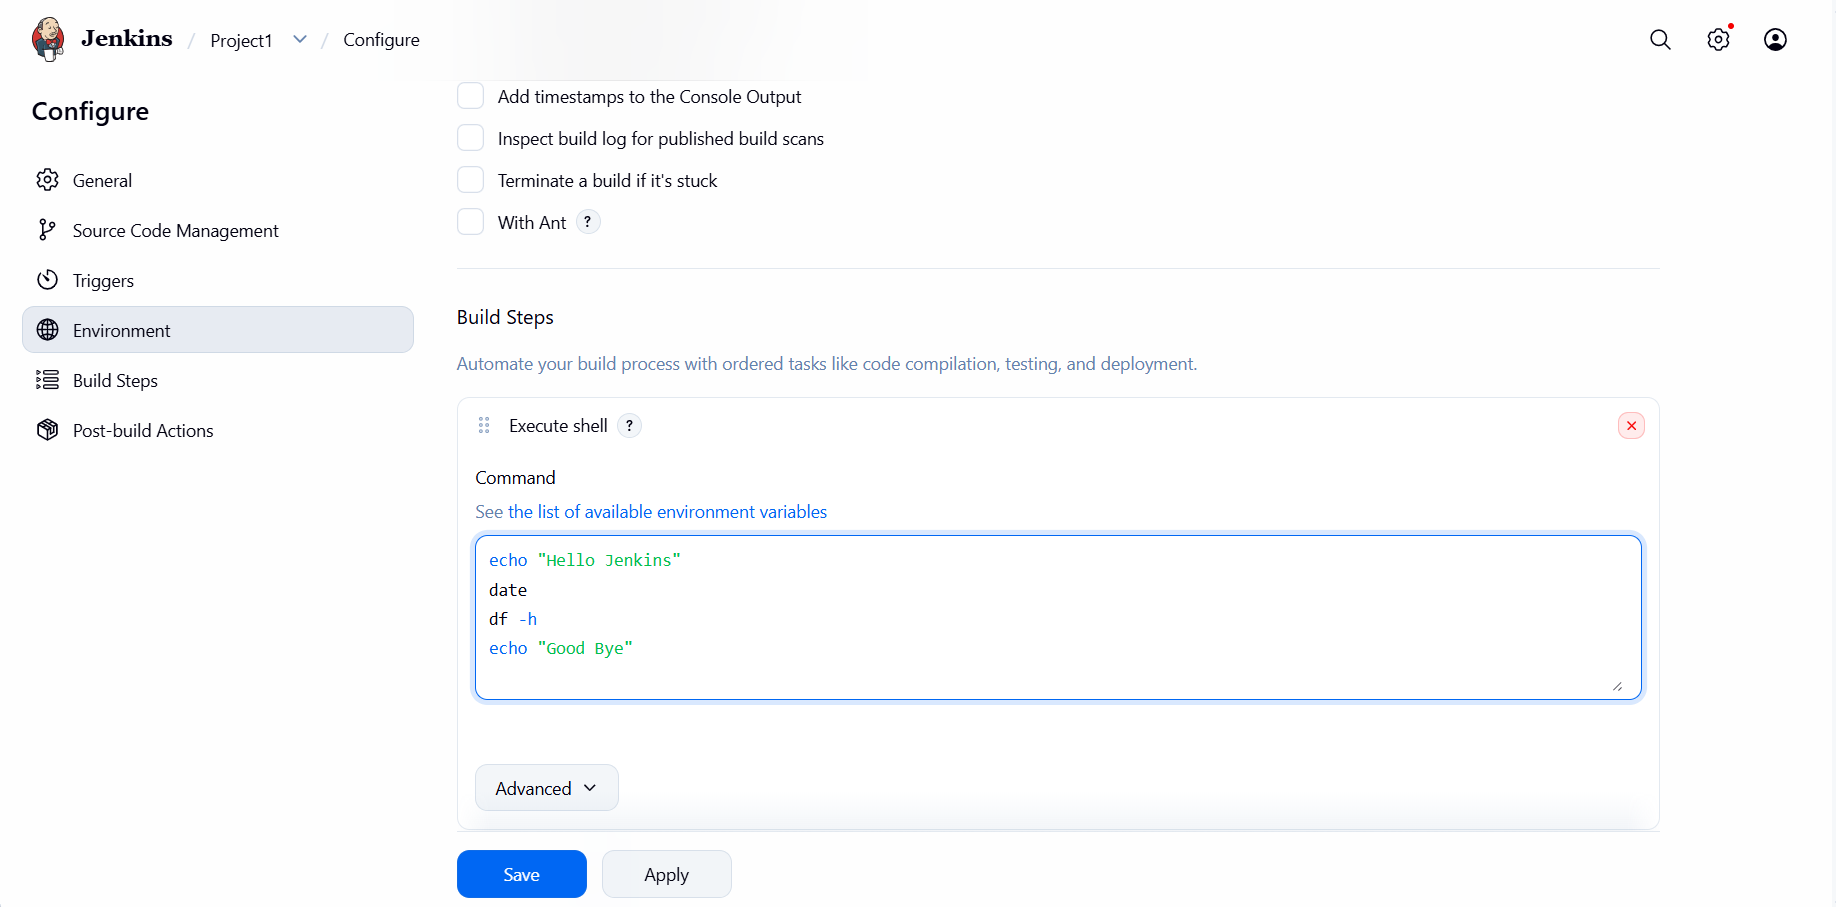 Jenkins / Project1 / Configure
Configure
General
Source Code Management
Triggers
Environment
Build Steps
Post-build Actions
Add timestamps to the Console Output
Inspect build log for published build scans
Terminate a build if it's stuck
With Ant ?
Build Steps
Automate your build process with ordered tasks like code compilation, testing, and deployment.
Execute shell ?
Command
See the list of available environment variables
echo "Hello Jenkins"
date
df -h
echo "Good Bye"
Advanced
Save
Apply